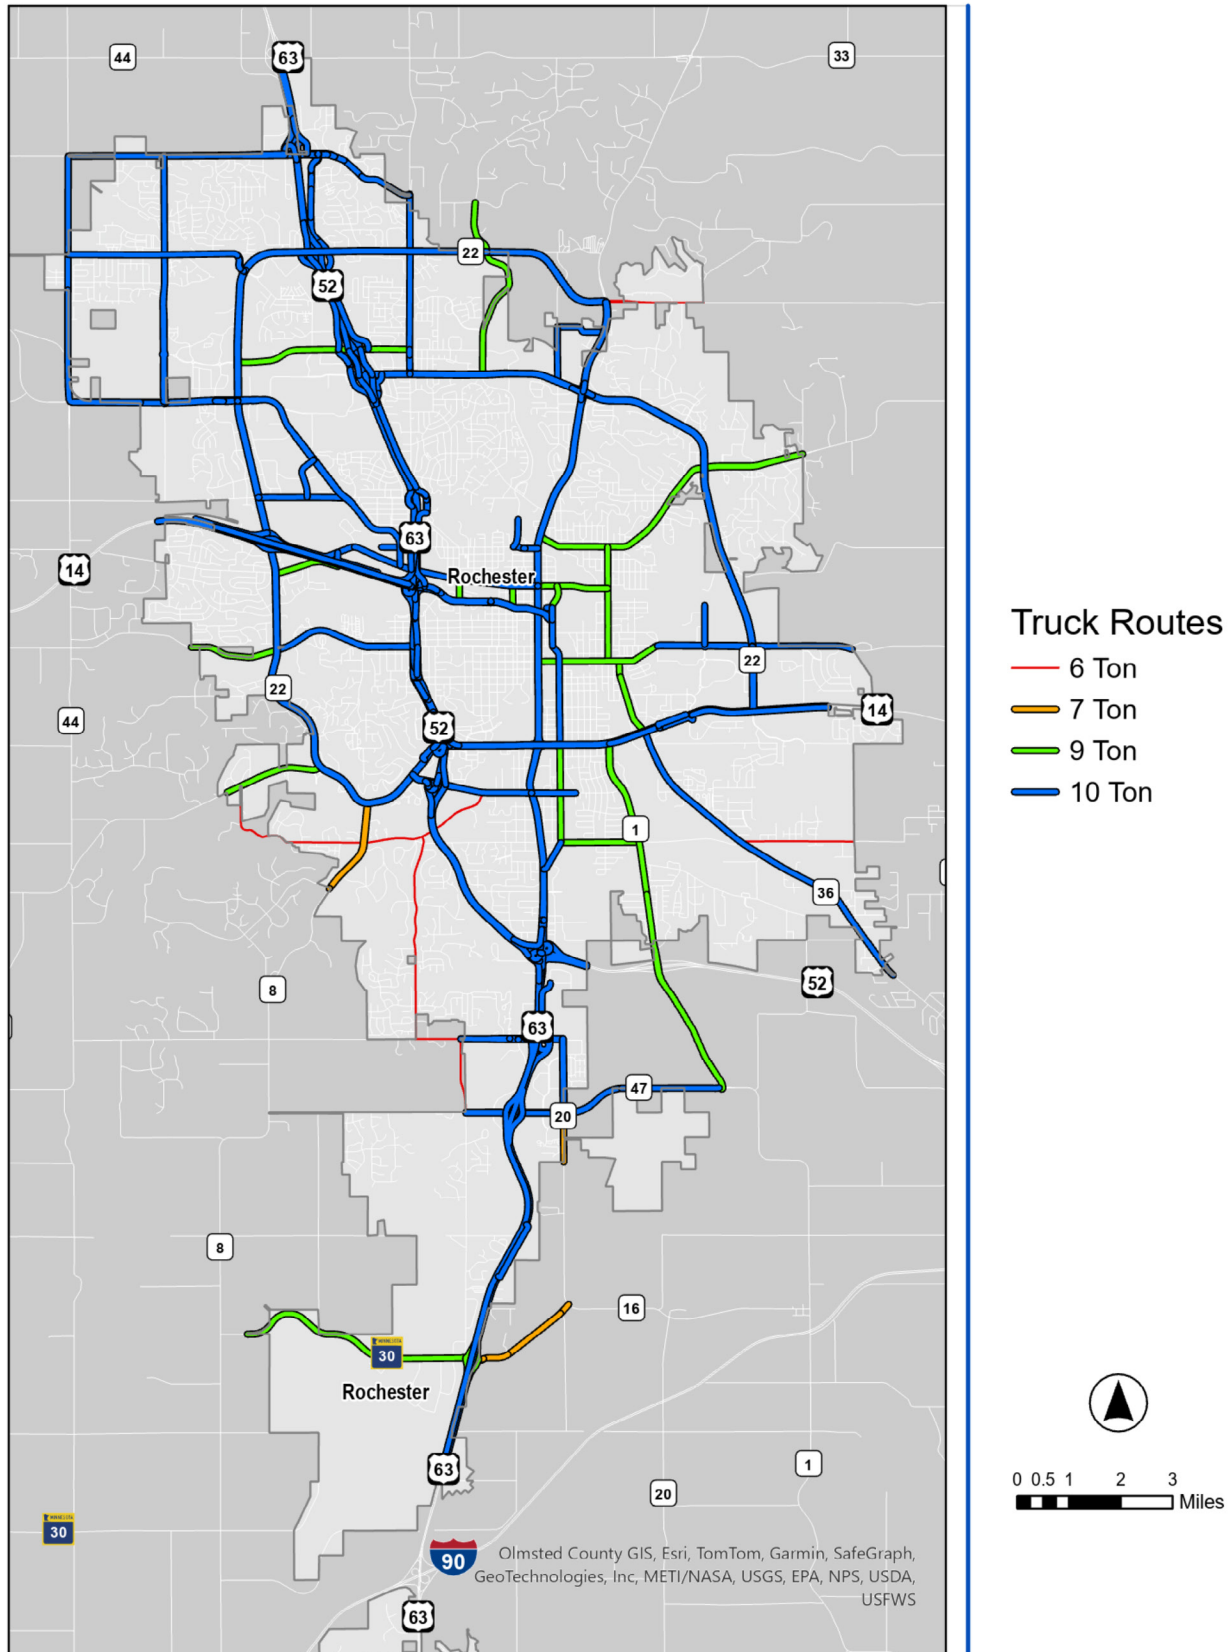 44
63
33
22
52
63
14
Rochester
22
22
14
44
52
1
36
8
52
63
47
20
8
16
MINNESOTA
30
Rochester
63
1
20
MINNESOTA
30
90
Olmsted County GIS, Esri, TomTom, Garmin, SafeGraph,
GeoTechnologies, Inc, METI/NASA, USGS, EPA, NPS, USDA,
USFWS
63
Truck Routes
6 Ton
7 Ton
9 Ton
10 Ton
0 0.5 1 2 3
Miles